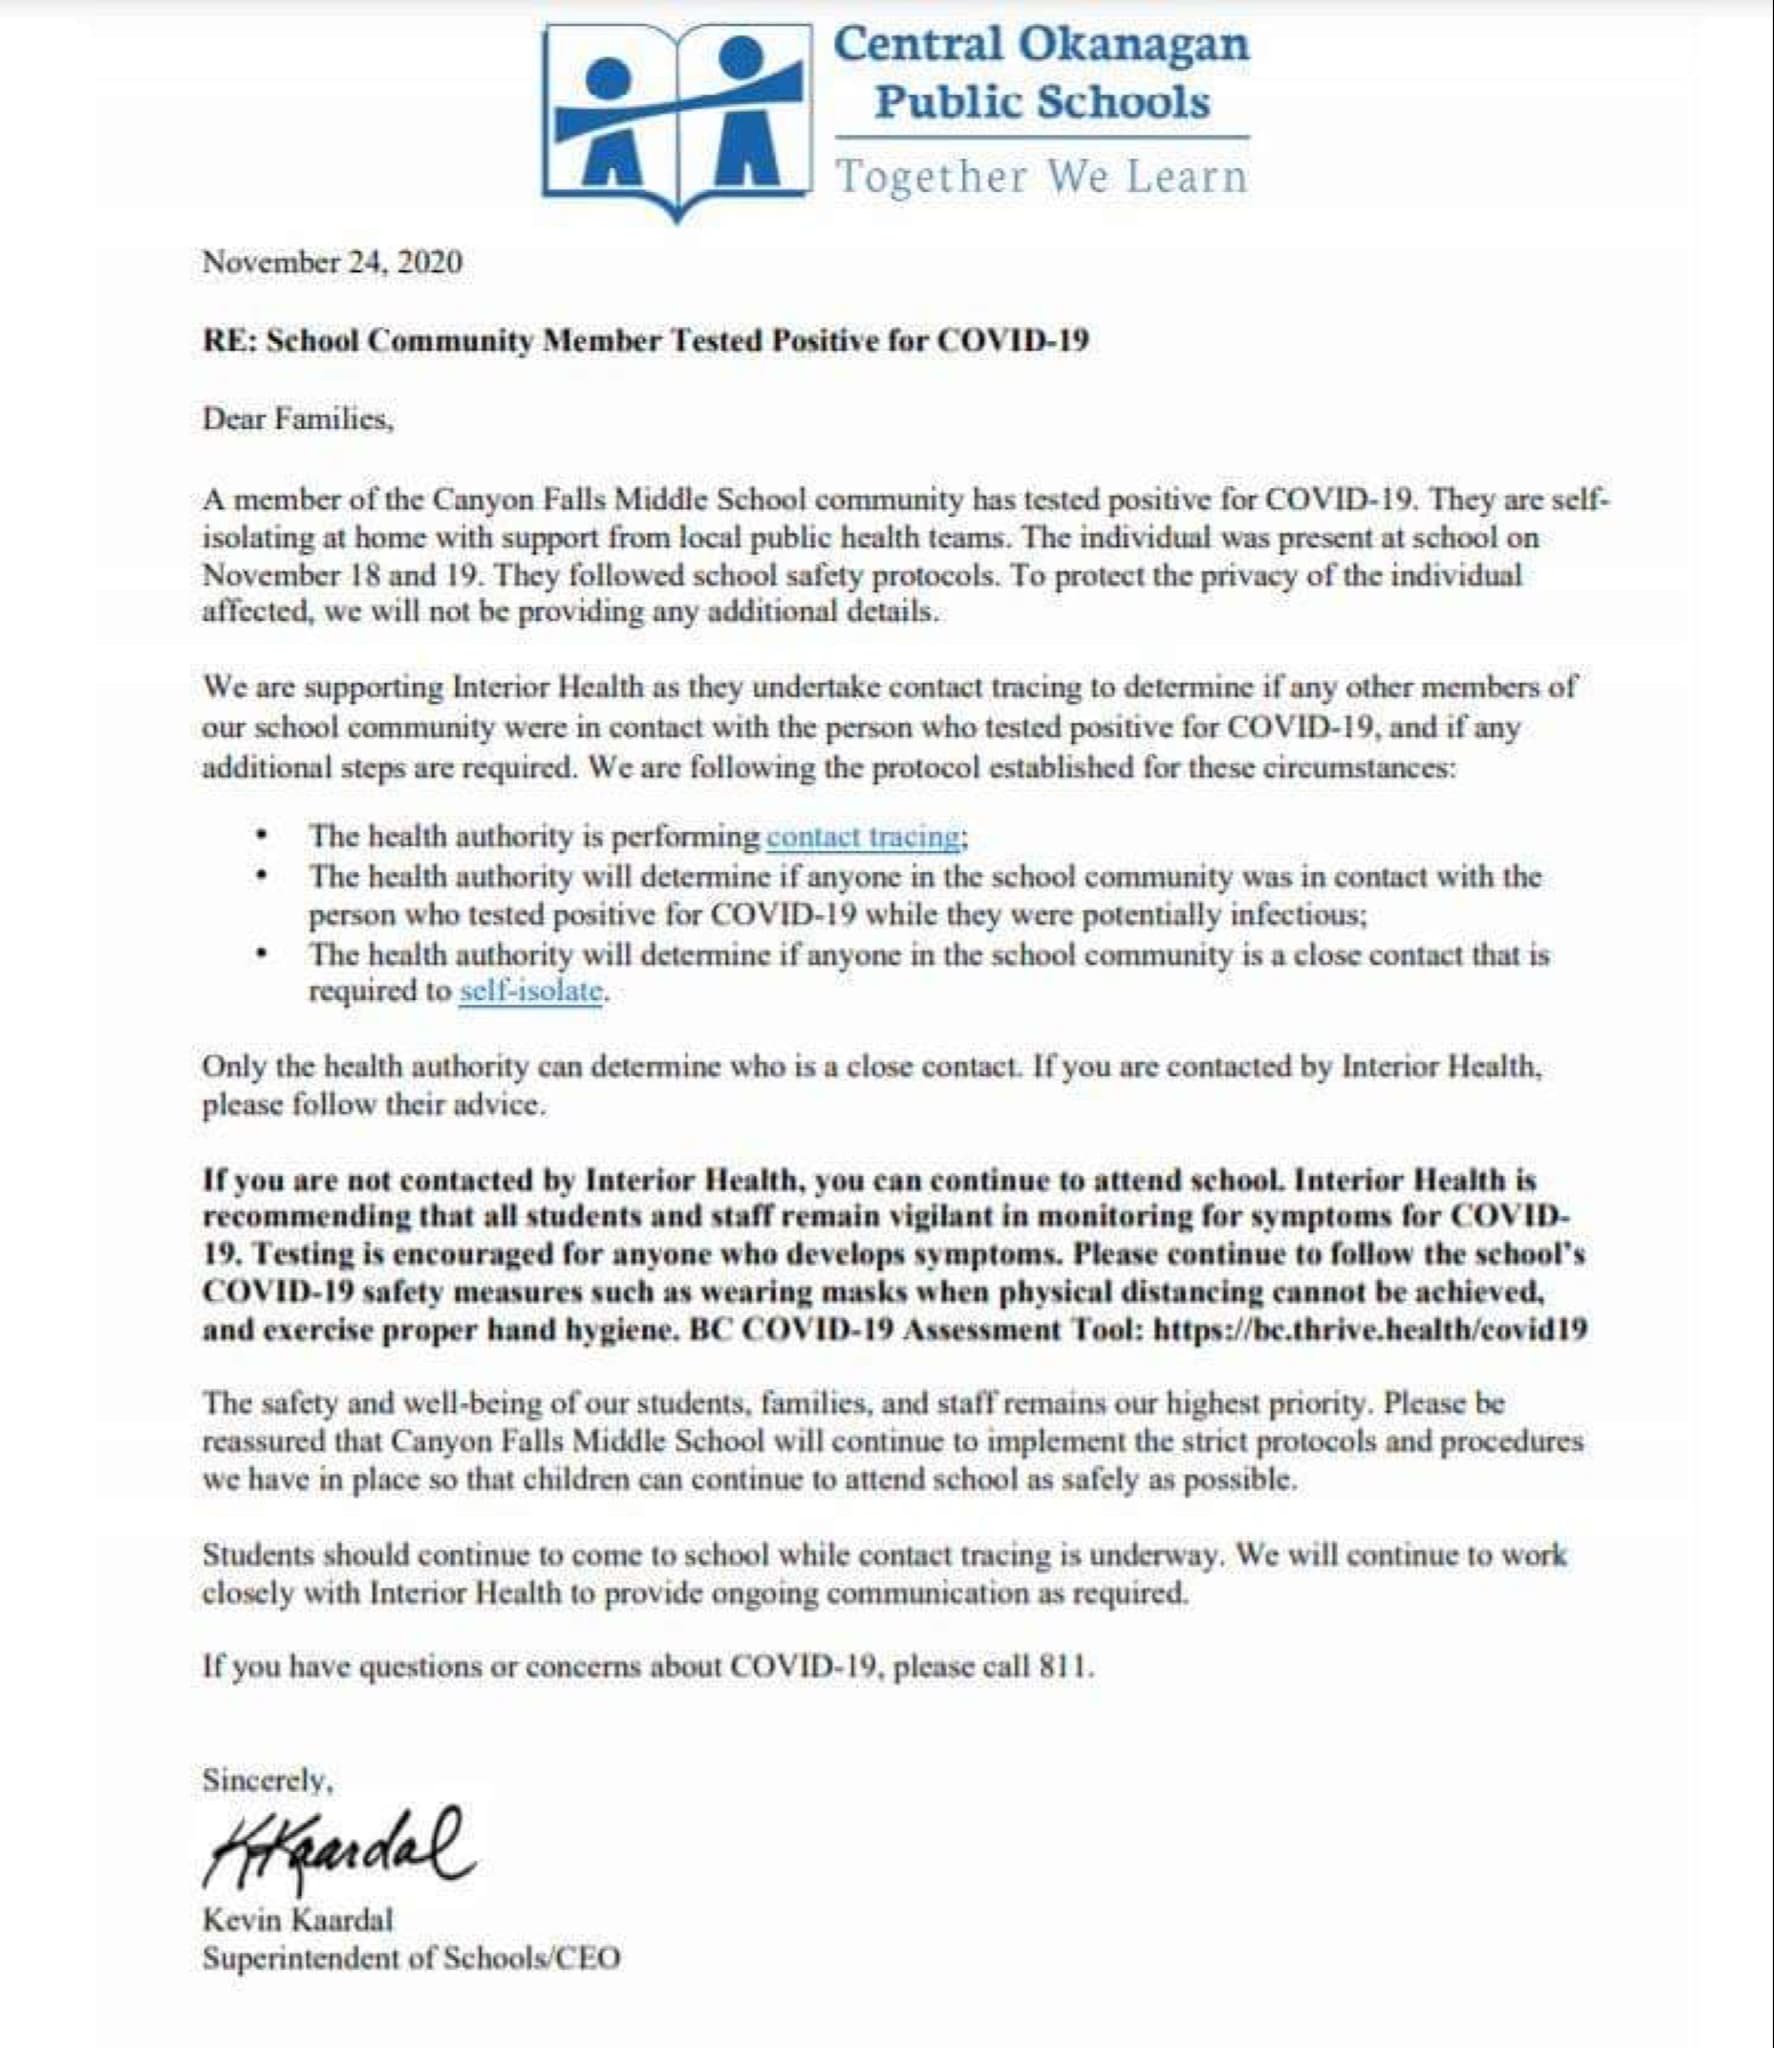 Central Okanagan
Public Schools
Together We Learn
November 24, 2020
RE: School Community Member Tested Positive for COVID-19
Dear Families,
A member of the Canyon Falls Middle School community has tested positive for COVID-19. They are self-
isolating at home with support from local public health teams. The individual was present at school on
November 18 and 19. They followed school safety protocols. To protect the privacy of the individual
affected, we will not be providing any additional details.
We are supporting Interior Health as they undertake contact tracing to determine if any other members of
our school community were in contact with the person who tested positive for COVID-19, and if any
additional steps are required. We are following the protocol established for these circumstances:
• The health authority is performing contact tracing;
• The health authority will determine if anyone in the school community was in contact with the
person who tested positive for COVID-19 while they were potentially infectious;
• The health authority will determine if anyone in the school community is a close contact that is
required to self-isolate.
Only the health authority can determine who is a close contact. If you are contacted by Interior Health,
please follow their advice.
If you are not contacted by Interior Health, you can continue to attend school. Interior Health is
recommending that all students and staff remain vigilant in monitoring for symptoms for COVID-
19. Testing is encouraged for anyone who develops symptoms. Please continue to follow the school's
COVID-19 safety measures such as wearing masks when physical distancing cannot be achieved,
and exercise proper hand hygiene. BC COVID-19 Assessment Tool: https://bc.thrive.health/covid19
The safety and well-being of our students, families, and staff remains our highest priority. Please be
reassured that Canyon Falls Middle School will continue to implement the strict protocols and procedures
we have in place so that children can continue to attend school as safely as possible.
Students should continue to come to school while contact tracing is underway. We will continue to work
closely with Interior Health to provide ongoing communication as required.
If you have questions or concerns about COVID-19, please call 811.
Sincerely,
KKaardal
Kevin Kaardal
Superintendent of Schools/CEO